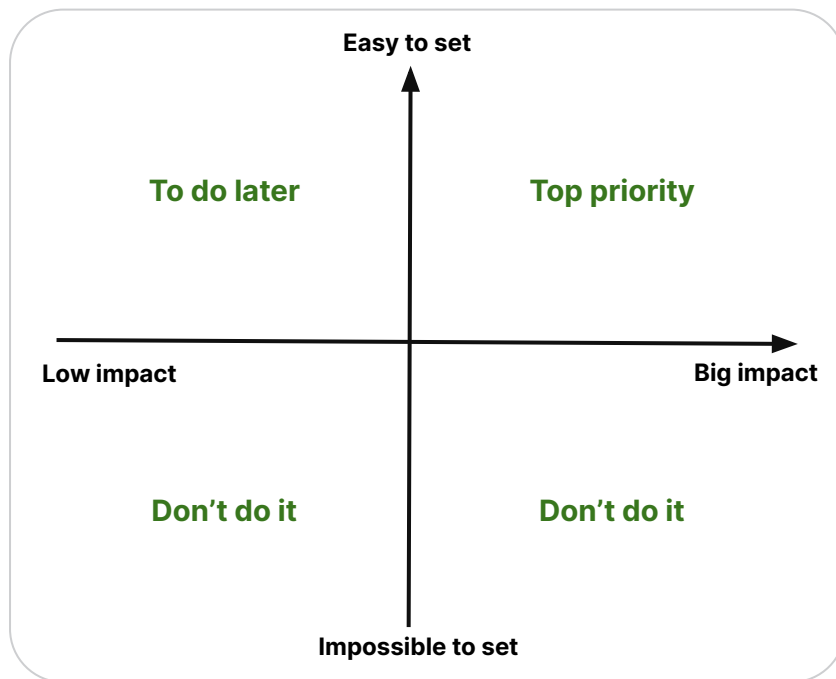 Easy to set
To do later
Top priority
Low impact
Big impact
Don’t do it
Don’t do it
Impossible to set